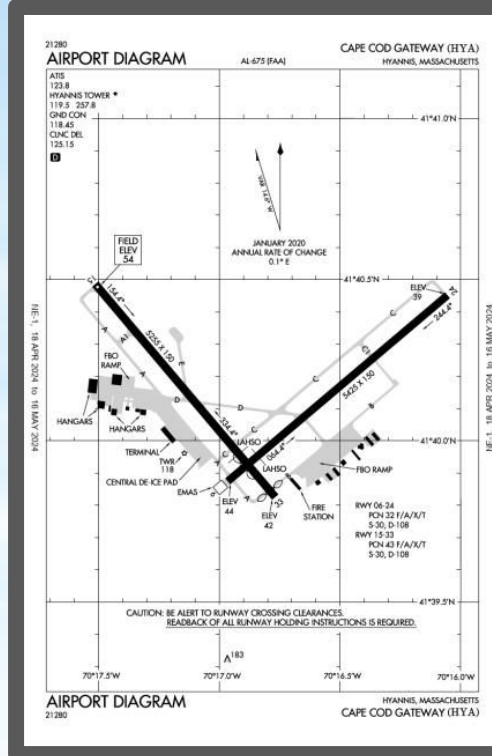 21280
AIRPORT DIAGRAM
AL-675 (FAA)
CAPE COD GATEWAY (HYA)
HYANNIS, MASSACHUSETTS
ATIS
123.8
HYANNIS TOWER *
119.5 257.8
GND CON
118.45
CLNC DEL
125.15
D
41°41.0'N
VAR 14.6° W
JANUARY 2020
ANNUAL RATE OF CHANGE
0.1° E
FIELD
ELEV
54
41°40.5'N
15
154.4°
ELEV
39
24
244.4°
A
A1
A
E
D
D
C
C
C1
C
B
5255 X 150
5425 X 150
FBO
RAMP
HANGARS
HANGARS
334.4°
064.4°
LAHSO
LAHSO
41°40.0'N
TERMINAL
TWR
118
CENTRAL DE-ICE PAD
EMAS
ELEV
44
ELEV
42
33
A
A
FIRE
STATION
FBO RAMP
RWY 06-24
PCN 32 F/A/X/T
S-30, D-108
RWY 15-33
PCN 43 F/A/X/T
S-30, D-108
41°39.5'N
CAUTION: BE ALERT TO RUNWAY CROSSING CLEARANCES.
READBACK OF ALL RUNWAY HOLDING INSTRUCTIONS IS REQUIRED.
183
70°17.5'W
70°17.0'W
70°16.5'W
70°16.0'W
NE-1, 18 APR 2024 to 16 MAY 2024
NE-1, 18 APR 2024 to 16 MAY 2024
AIRPORT DIAGRAM
21280
HYANNIS, MASSACHUSETTS
CAPE COD GATEWAY (HYA)